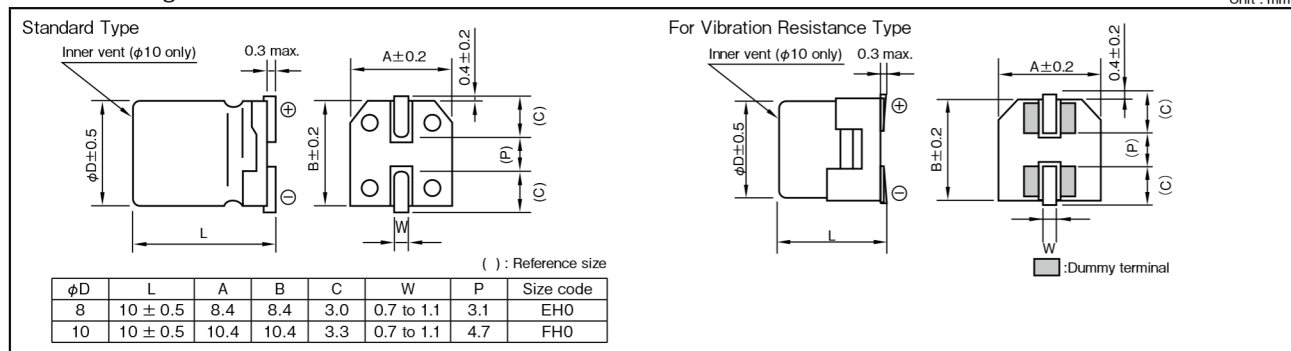 Unit : mm
Standard Type
Inner vent (φ10 only)
0.3 max.
A±0.2
0.4±0.2
φD±0.5
B±0.2
(C)
(P)
(C)
L
W
⊕
⊖
( ) : Reference size
φD L A B C W P Size code
8 10 ± 0.5 8.4 8.4 3.0 0.7 to 1.1 3.1 EH0
10 10 ± 0.5 10.4 10.4 3.3 0.7 to 1.1 4.7 FH0
For Vibration Resistance Type
Inner vent (φ10 only)
0.3 max.
A±0.2
0.4±0.2
φD±0.5
B±0.2
(C)
(P)
(C)
L
W
⊕
⊖
:Dummy terminal